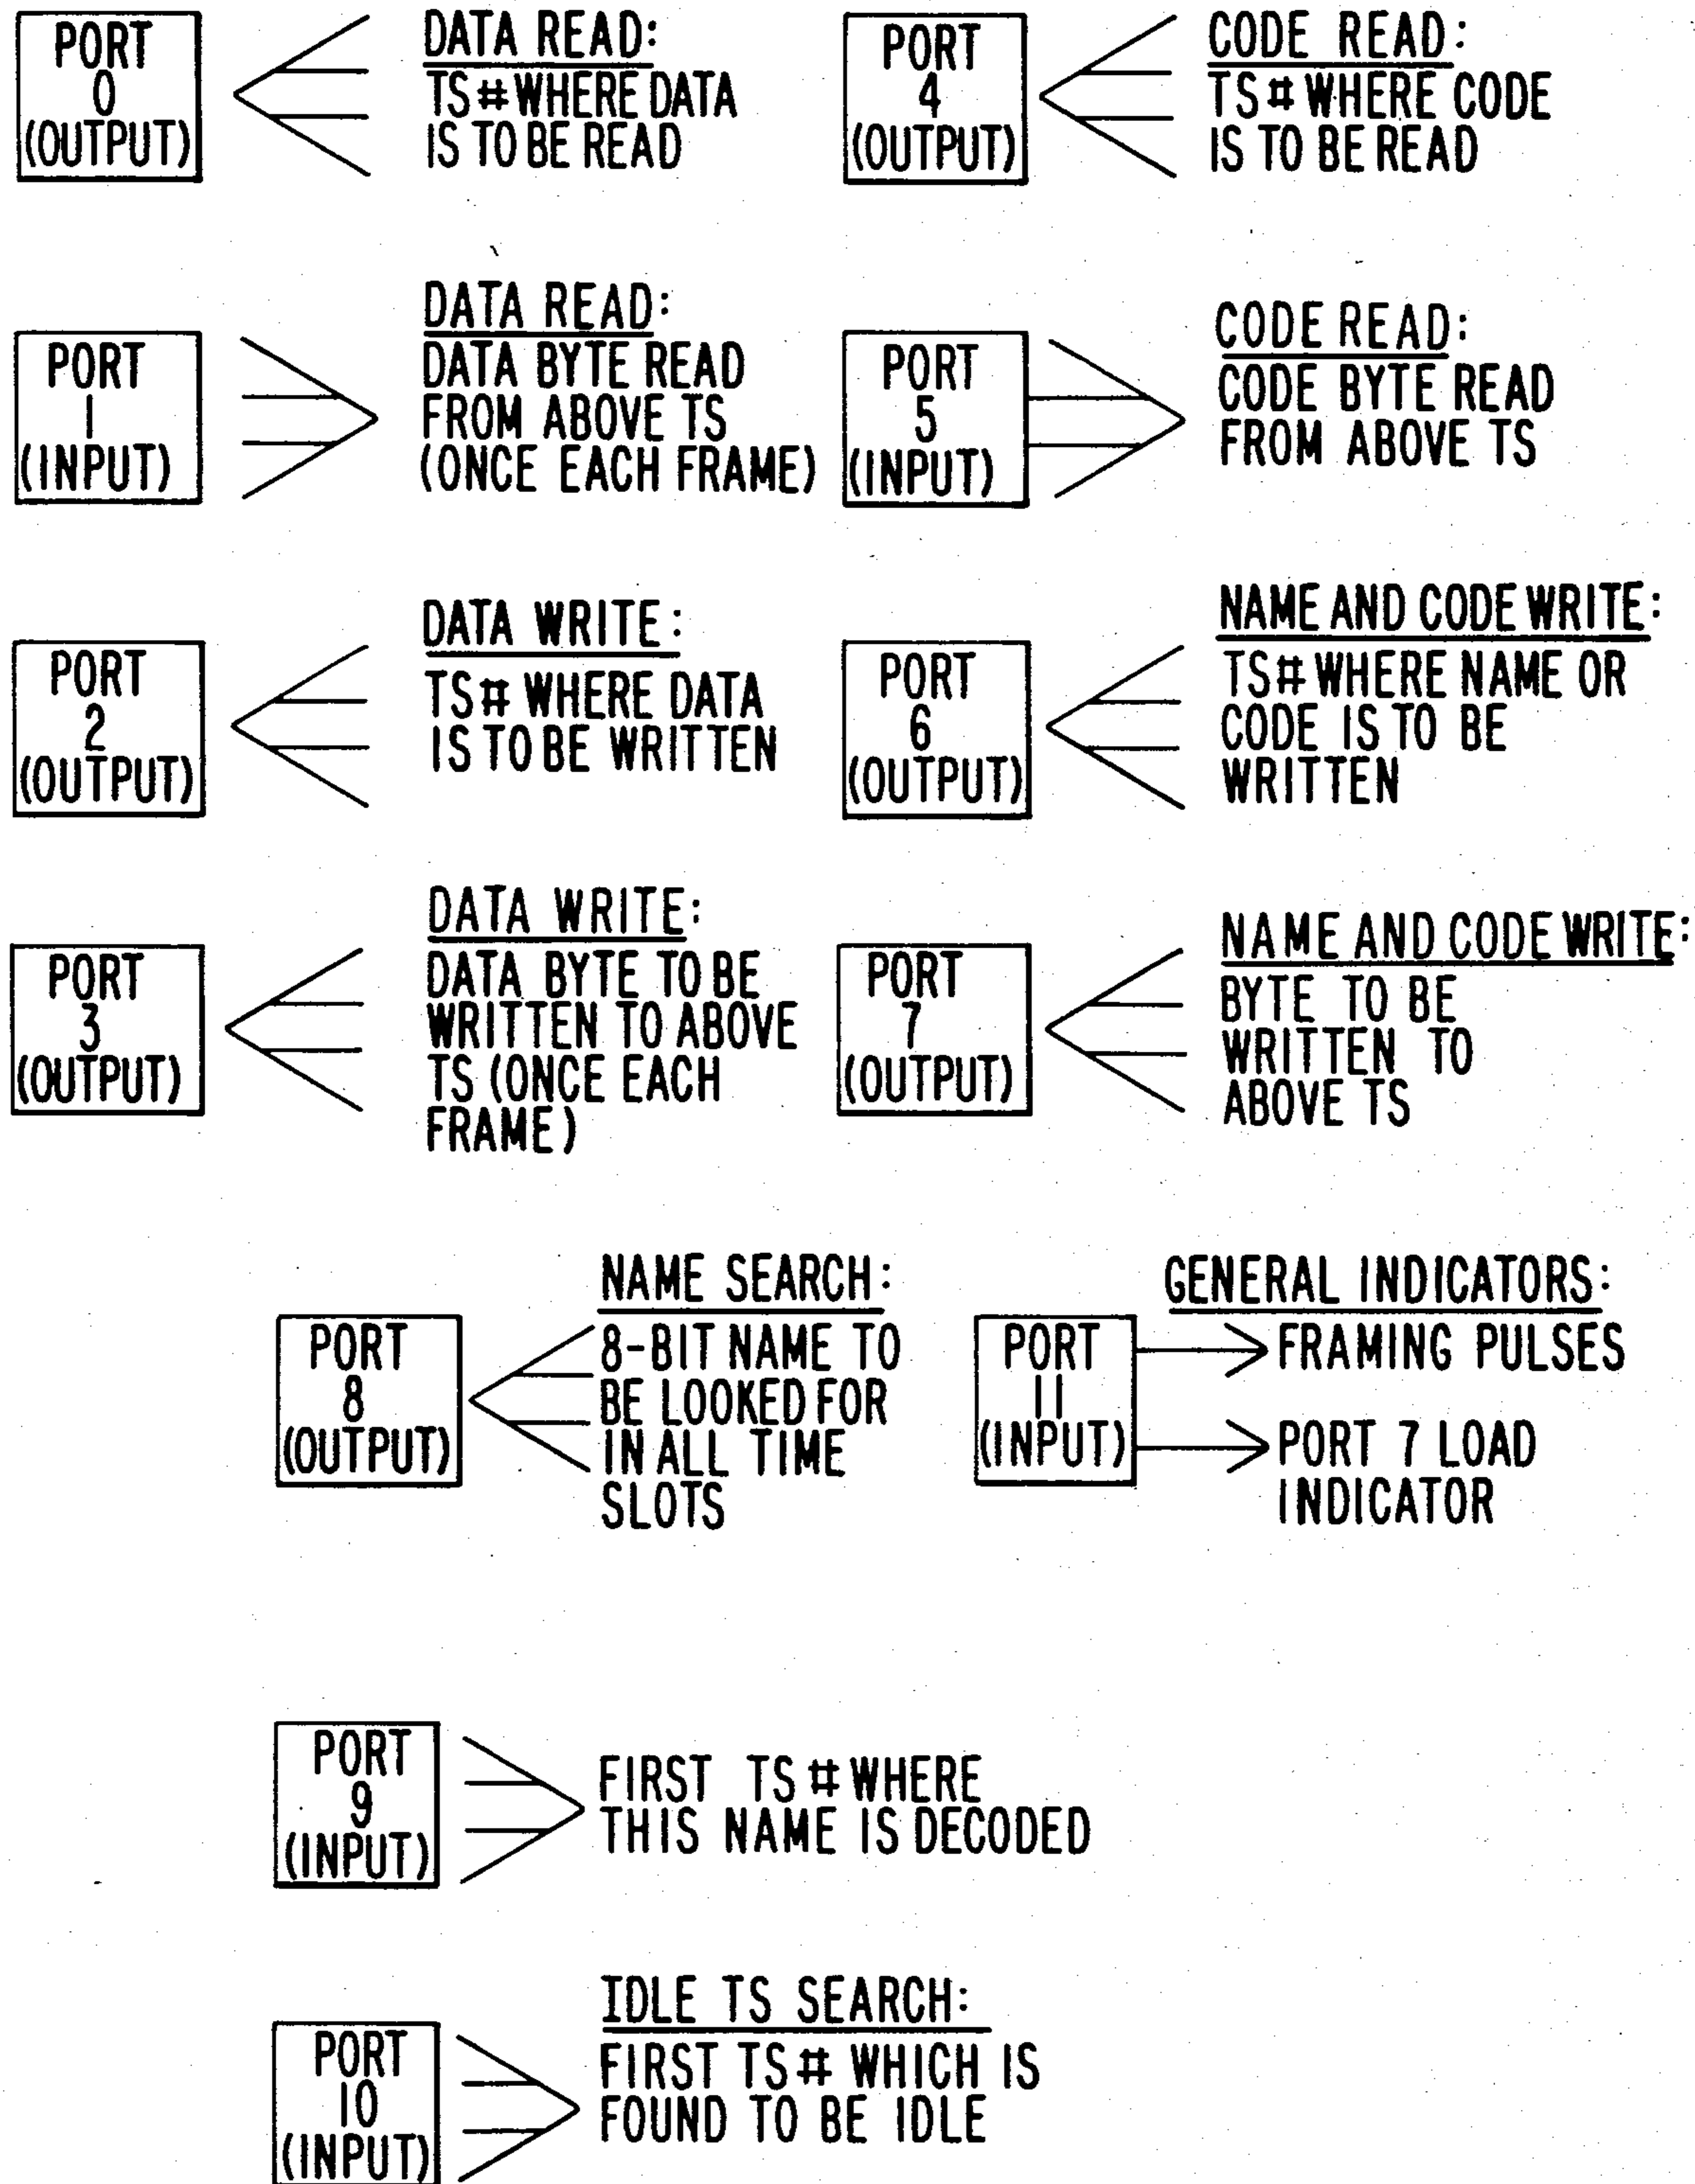 PORT
0
(OUTPUT)
DATA READ:
TS # WHERE DATA
IS TO BE READ
PORT
4
(OUTPUT)
CODE READ:
TS # WHERE CODE
IS TO BE READ
PORT
1
(INPUT)
DATA READ:
DATA BYTE READ
FROM ABOVE TS
(ONCE EACH FRAME)
PORT
5
(INPUT)
CODE READ:
CODE BYTE READ
FROM ABOVE TS
PORT
2
(OUTPUT)
DATA WRITE:
TS # WHERE DATA
IS TO BE WRITTEN
PORT
6
(OUTPUT)
NAME AND CODE WRITE:
TS # WHERE NAME OR
CODE IS TO BE
WRITTEN
PORT
3
(OUTPUT)
DATA WRITE:
DATA BYTE TO BE
WRITTEN TO ABOVE
TS (ONCE EACH
FRAME)
PORT
7
(OUTPUT)
NAME AND CODE WRITE:
BYTE TO BE
WRITTEN TO
ABOVE TS
PORT
8
(OUTPUT)
NAME SEARCH:
8-BIT NAME TO
BE LOOKED FOR
IN ALL TIME
SLOTS
PORT
11
(INPUT)
GENERAL INDICATORS:
FRAMING PULSES
PORT 7 LOAD
INDICATOR
PORT
9
(INPUT)
FIRST TS # WHERE
THIS NAME IS DECODED
PORT
10
(INPUT)
IDLE TS SEARCH:
FIRST TS # WHICH IS
FOUND TO BE IDLE